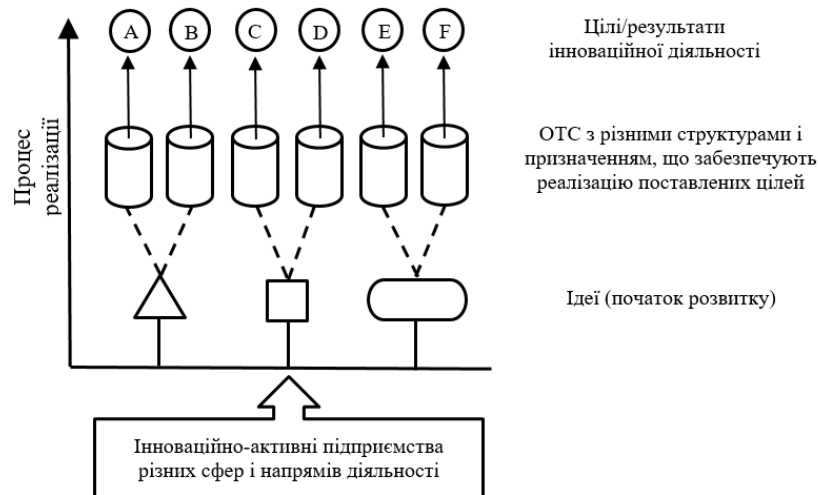 A B C D E F
Цілі/результати
інноваційної діяльності
Процес
реалізації
ОТС з різними структурами і
призначенням, що забезпечують
реалізацію поставлених цілей
Ідеї (початок розвитку)
Інноваційно-активні підприємства
різних сфер і напрямів діяльності